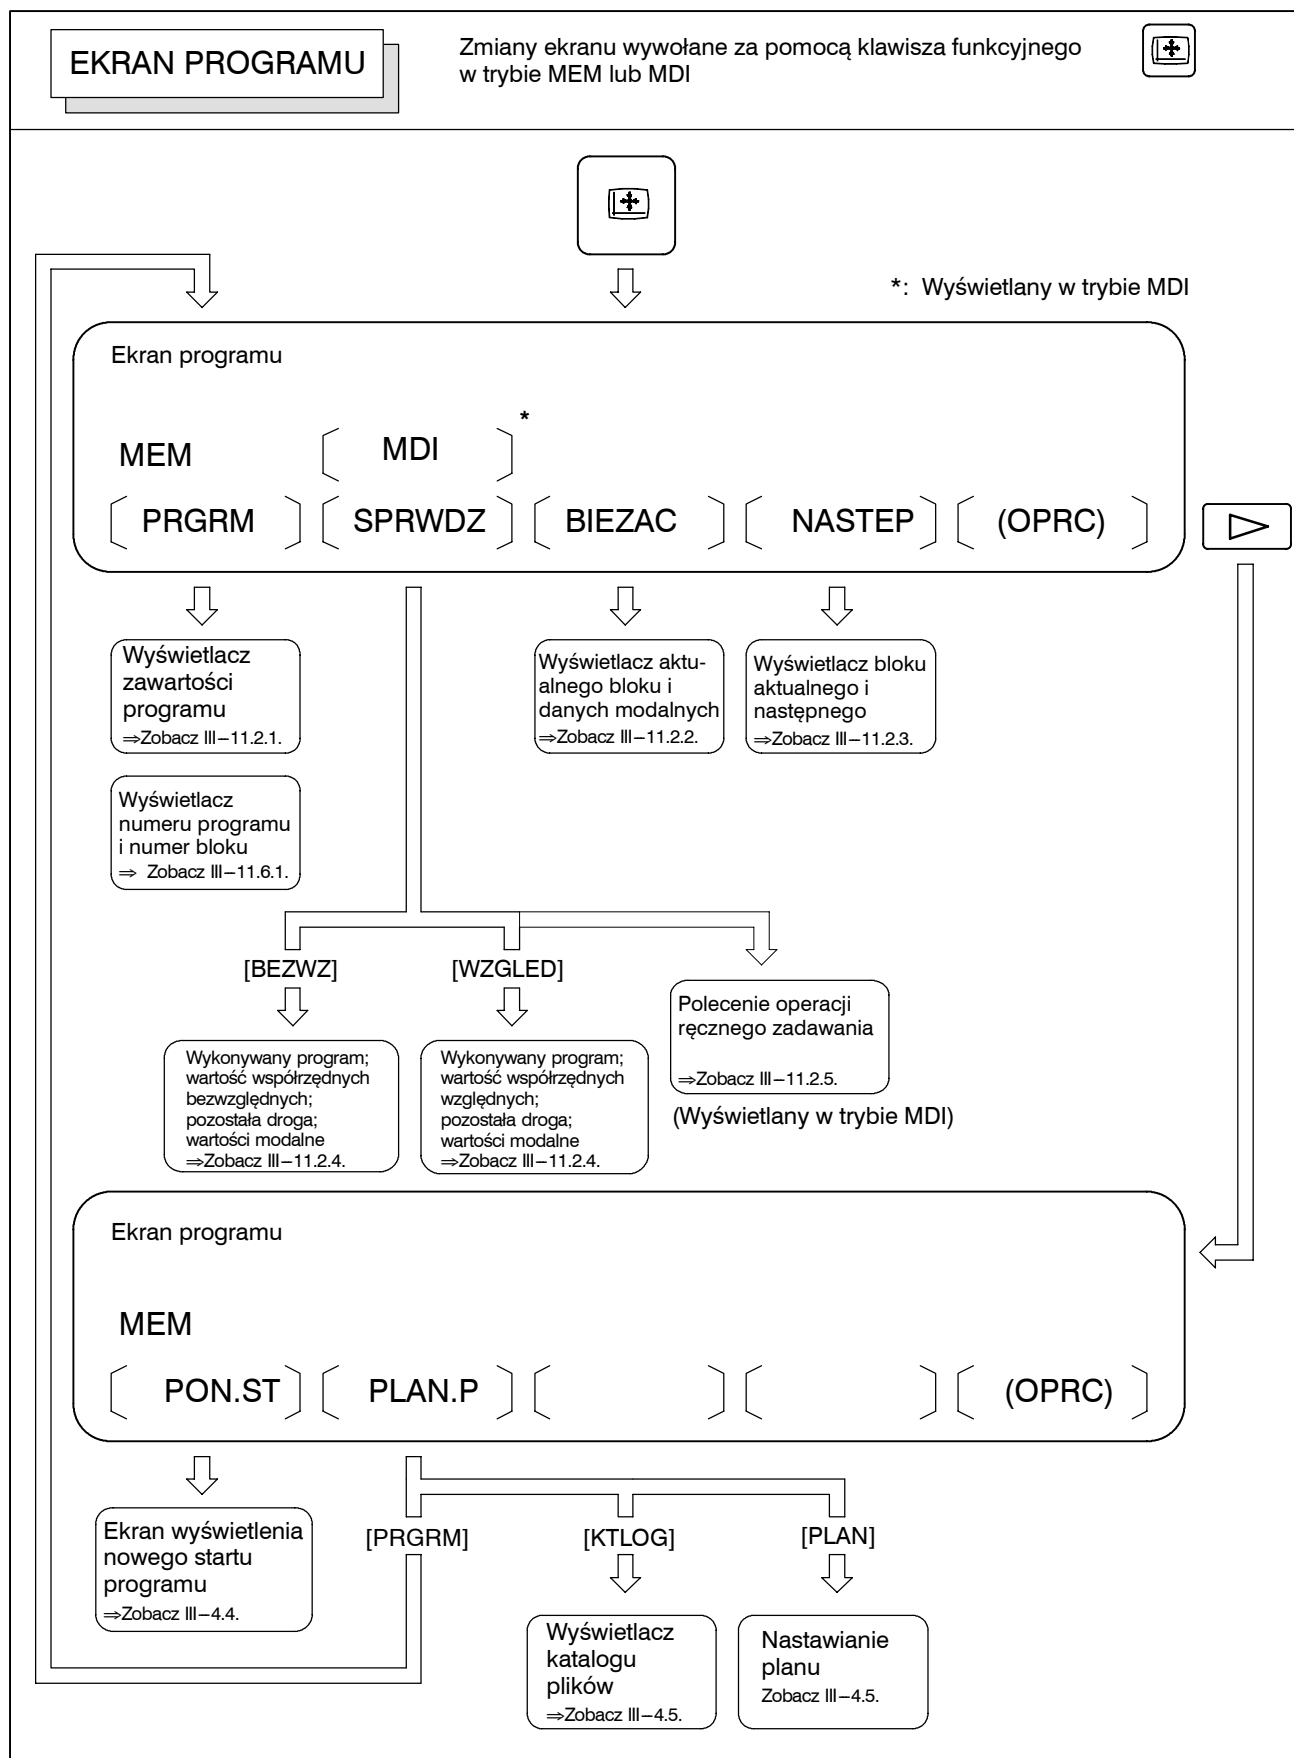 EKRAN PROGRAMU
Zmiany ekranu wywołane za pomocą klawisza funkcyjnego
w trybie MEM lub MDI
*: Wyświetlany w trybie MDI
Ekran programu
MEM
MDI
*
PRGRM
SPRWDZ
BIEZAC
NASTEP
(OPRC)
Wyświetlacz
zawartości
programu
⇒Zobacz III–11.2.1.
Wyświetlacz aktu-
alnego bloku i
danych modalnych
⇒Zobacz III–11.2.2.
Wyświetlacz bloku
aktualnego i
następnego
⇒Zobacz III–11.2.3.
Wyświetlacz
numeru programu
i numer bloku
⇒ Zobacz III–11.6.1.
[BEZWZ]
[WZGLED]
Wykonywany program;
wartość współrzędnych
bezwzględnych;
pozostała droga;
wartości modalne
⇒Zobacz III–11.2.4.
Wykonywany program;
wartość współrzędnych
względnych;
pozostała droga;
wartości modalne
⇒Zobacz III–11.2.4.
Polecenie operacji
ręcznego zadawania
⇒Zobacz III–11.2.5.
(Wyświetlany w trybie MDI)
Ekran programu
MEM
PON.ST
PLAN.P
(OPRC)
Ekran wyświetlenia
nowego startu
programu
⇒Zobacz III–4.4.
[PRGRM]
[KTLOG]
[PLAN]
Wyświetlacz
katalogu
plików
⇒Zobacz III–4.5.
Nastawianie
planu
Zobacz III–4.5.